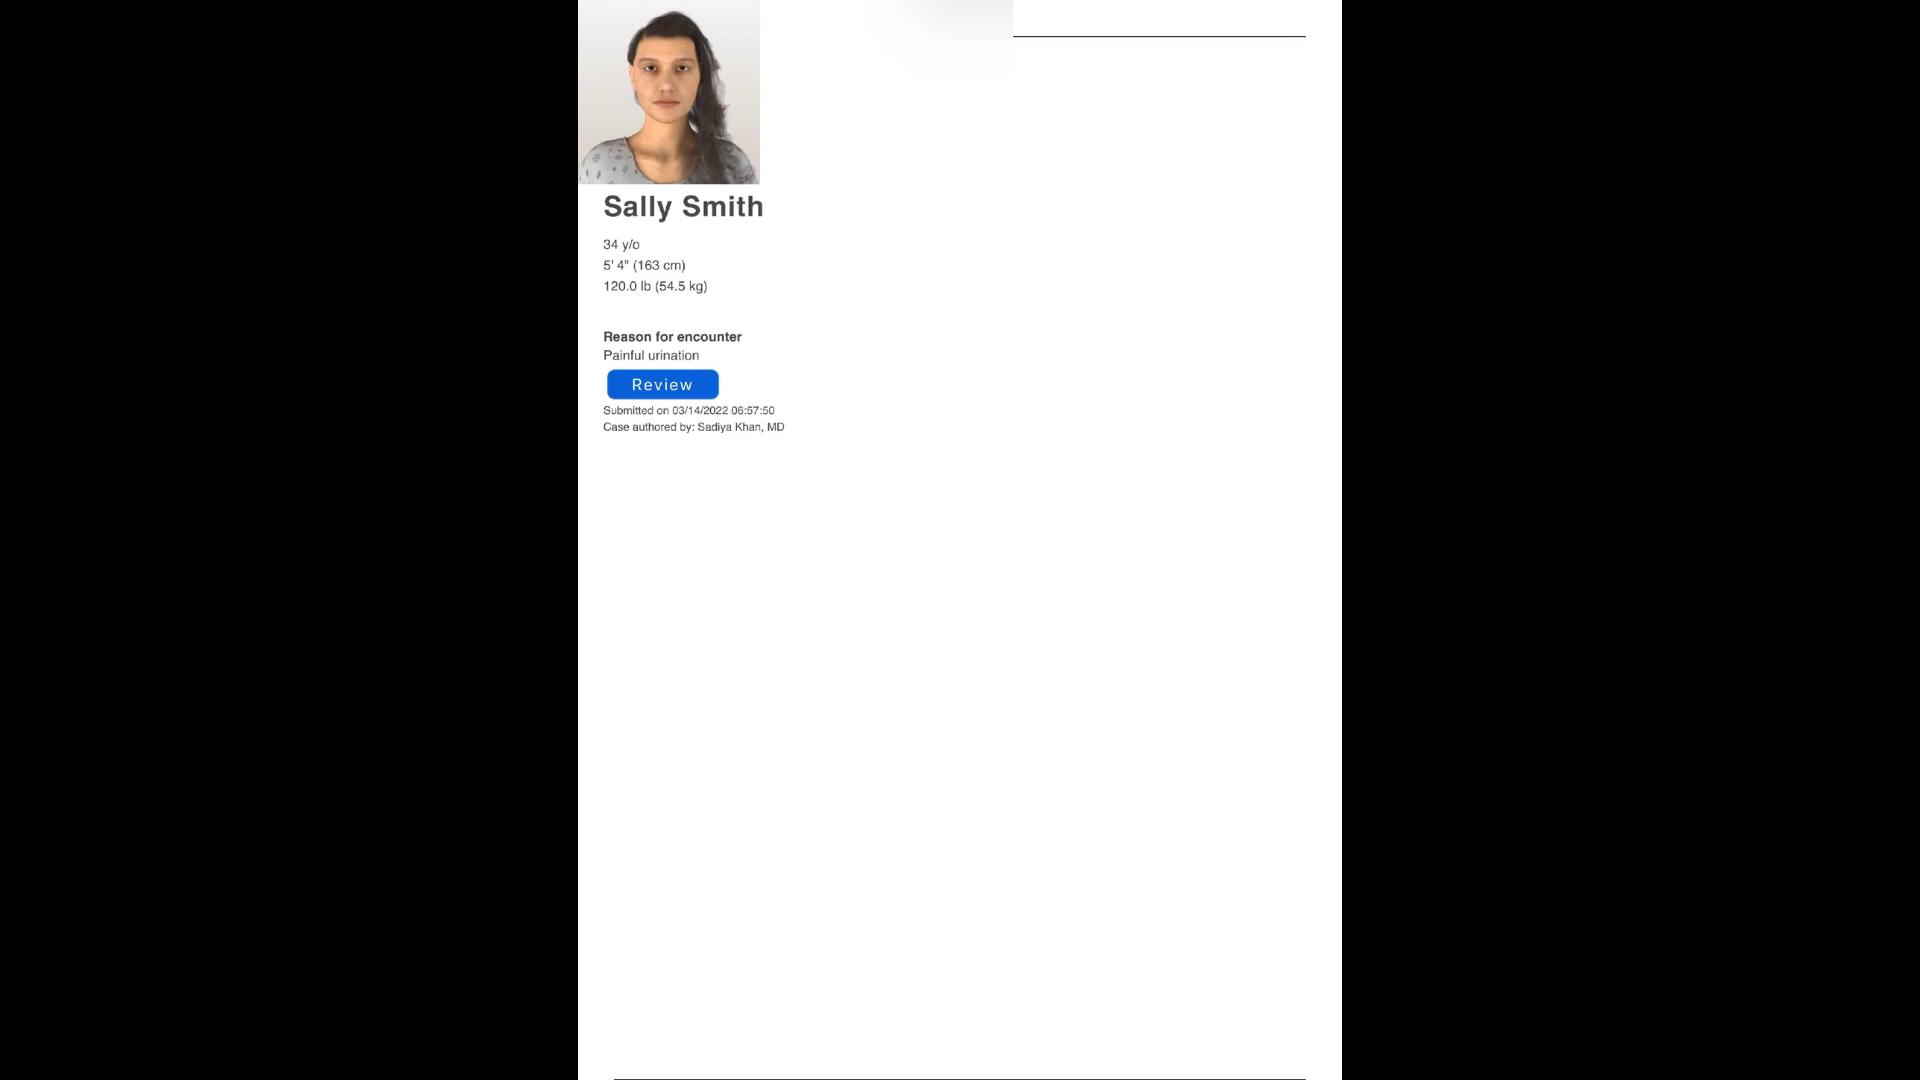 Sally Smith
34 y/o
5' 4" (163 cm)
120.0 lb (54.5 kg)
Reason for encounter
Painful urination
Review
Submitted on 03/14/2022 06:57:50
Case authored by: Sadiya Khan, MD